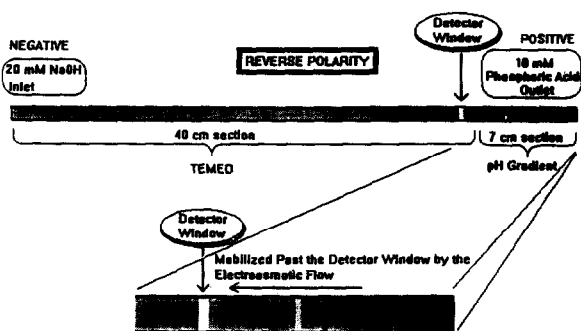 Detector
Window
NEGATIVE
POSITIVE
REVERSE POLARITY
20 mM NaOH
Inlet
10 mM
Phosphoric Acid
Outlet
40 cm section
7 cm section
TEMED
pH Gradient
Detector
Window
Mobilized Past the Detector Window by the
Electroosmotic Flow